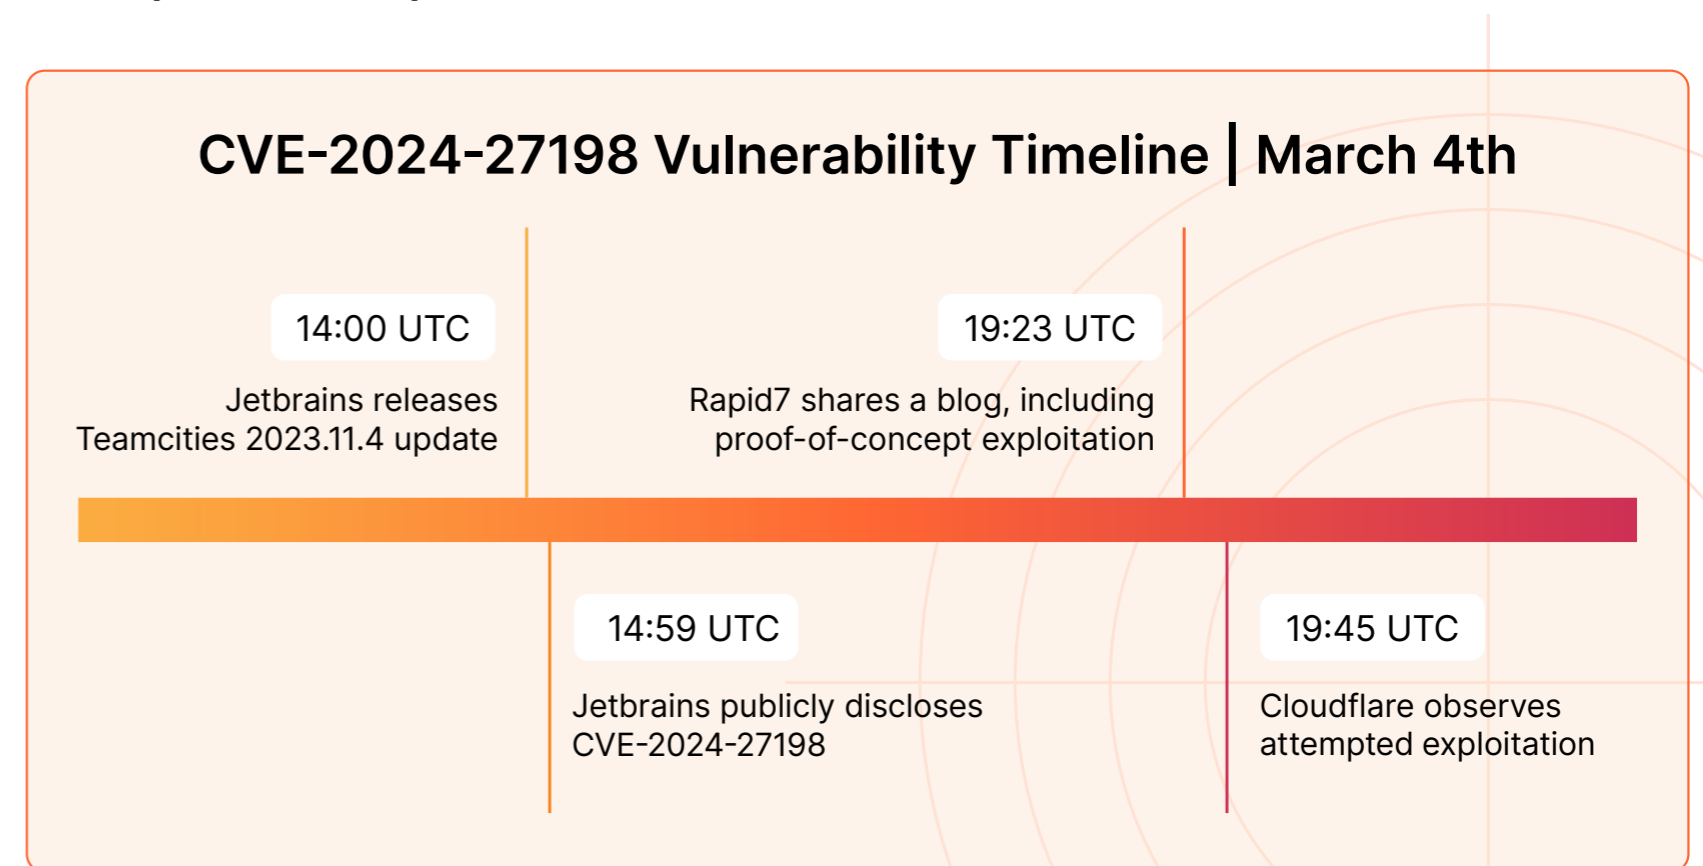 CVE-2024-27198 Vulnerability Timeline | March 4th
14:00 UTC
Jetbrains releases
Teamcities 2023.11.4 update
19:23 UTC
Rapid7 shares a blog, including
proof-of-concept exploitation
14:59 UTC
Jetbrains publicly discloses
CVE-2024-27198
19:45 UTC
Cloudflare observes
attempted exploitation